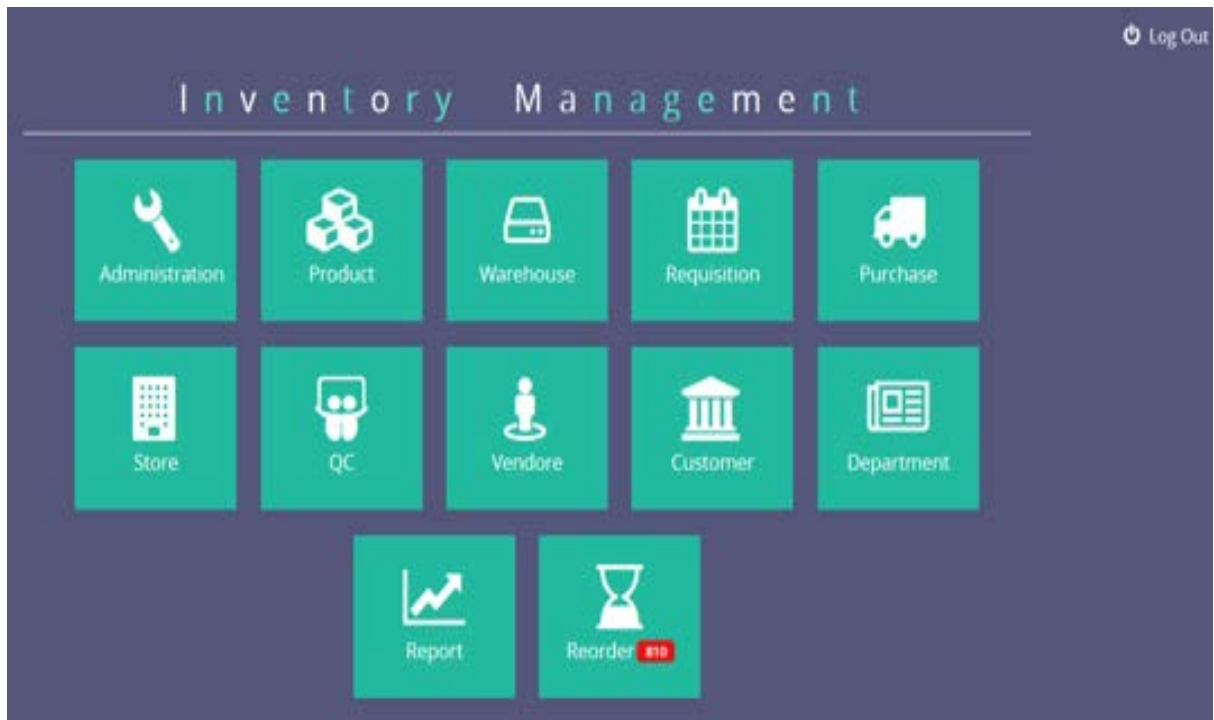 Log Out
Inventory Management
Administration Product Warehouse Requisition Purchase
Store QC Vendore Customer Department
Report Reorder 810